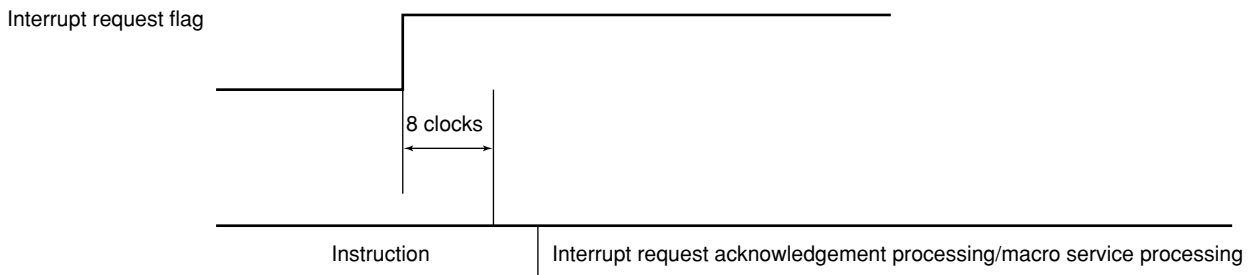 Interrupt request flag
8 clocks
Instruction
Interrupt request acknowledgement processing/macro service processing